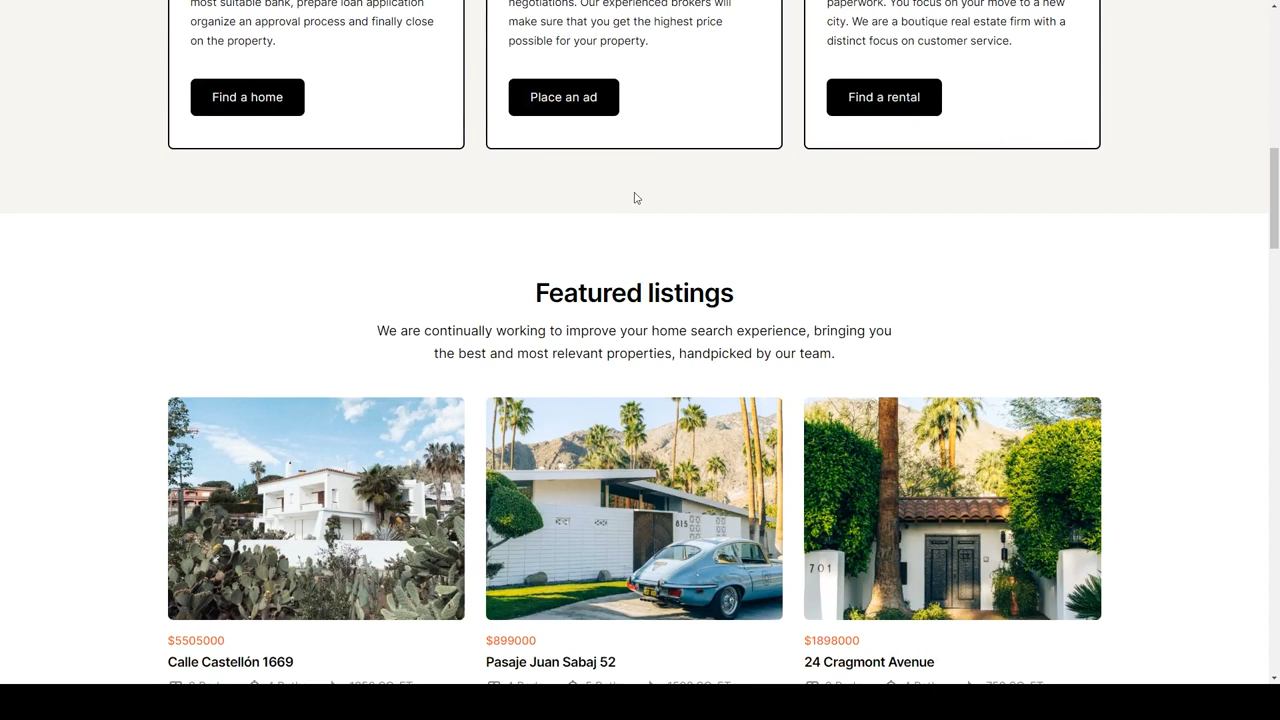 most suitable bank, prepare loan application
organize an approval process and finally close
on the property.
Find a home
negotiations. Our experienced brokers will
make sure that you get the highest price
possible for your property.
Place an ad
paperwork. You focus on your move to a new
city. We are a boutique real estate firm with a
distinct focus on customer service.
Find a rental
Featured listings
We are continually working to improve your home search experience, bringing you
the best and most relevant properties, handpicked by our team.
815
701
$5505000
Calle Castellón 1669
$899000
Pasaje Juan Sabaj 52
$1898000
24 Cragmont Avenue